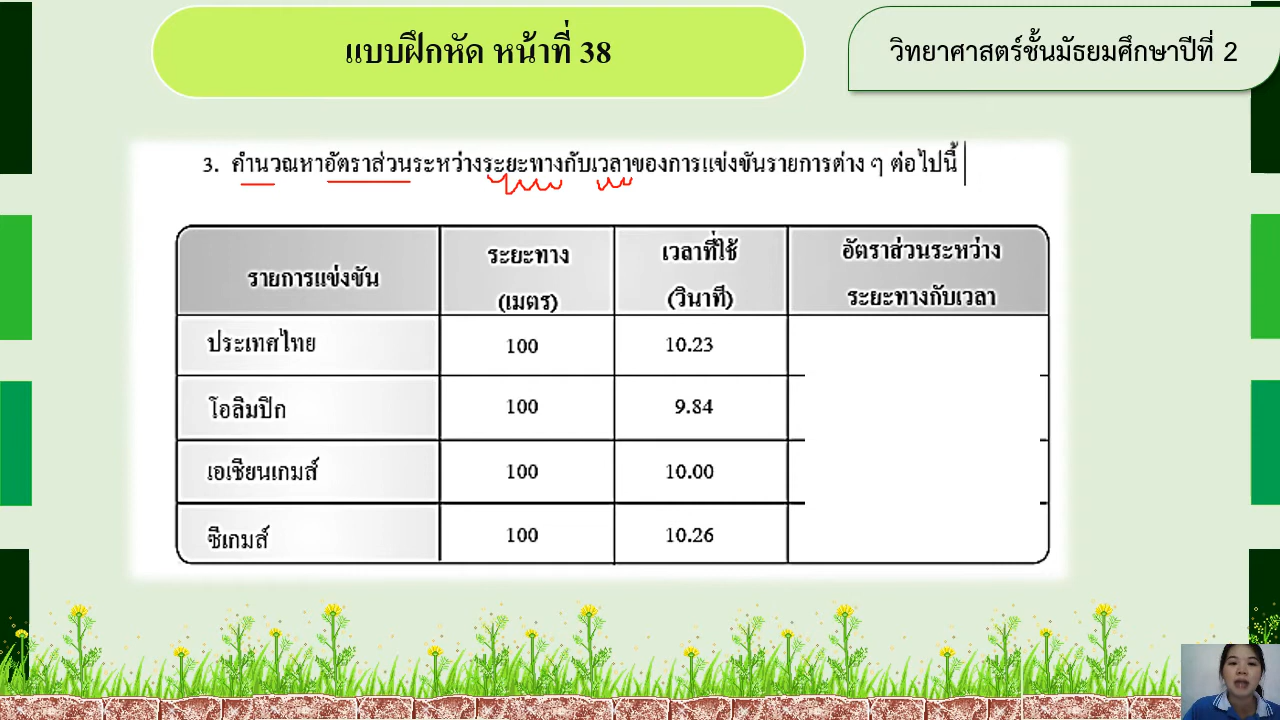 แบบฝึกหัด หน้าที่ 38
วิทยาศาสตร์ชั้นมัธยมศึกษาปีที่ 2
3. คำนวณหาอัตราส่วนระหว่างระยะทางกับเวลาของการแข่งขันรายการต่าง ๆ ต่อไปนี้
รายการแข่งขัน
ระยะทาง
(เมตร)
เวลาที่ใช้
(วินาที)
อัตราส่วนระหว่าง
ระยะทางกับเวลา
ประเทศไทย 100 10.23
โอลิมปิก 100 9.84
เอเชียนเกมส์ 100 10.00
ซีเกมส์ 100 10.26